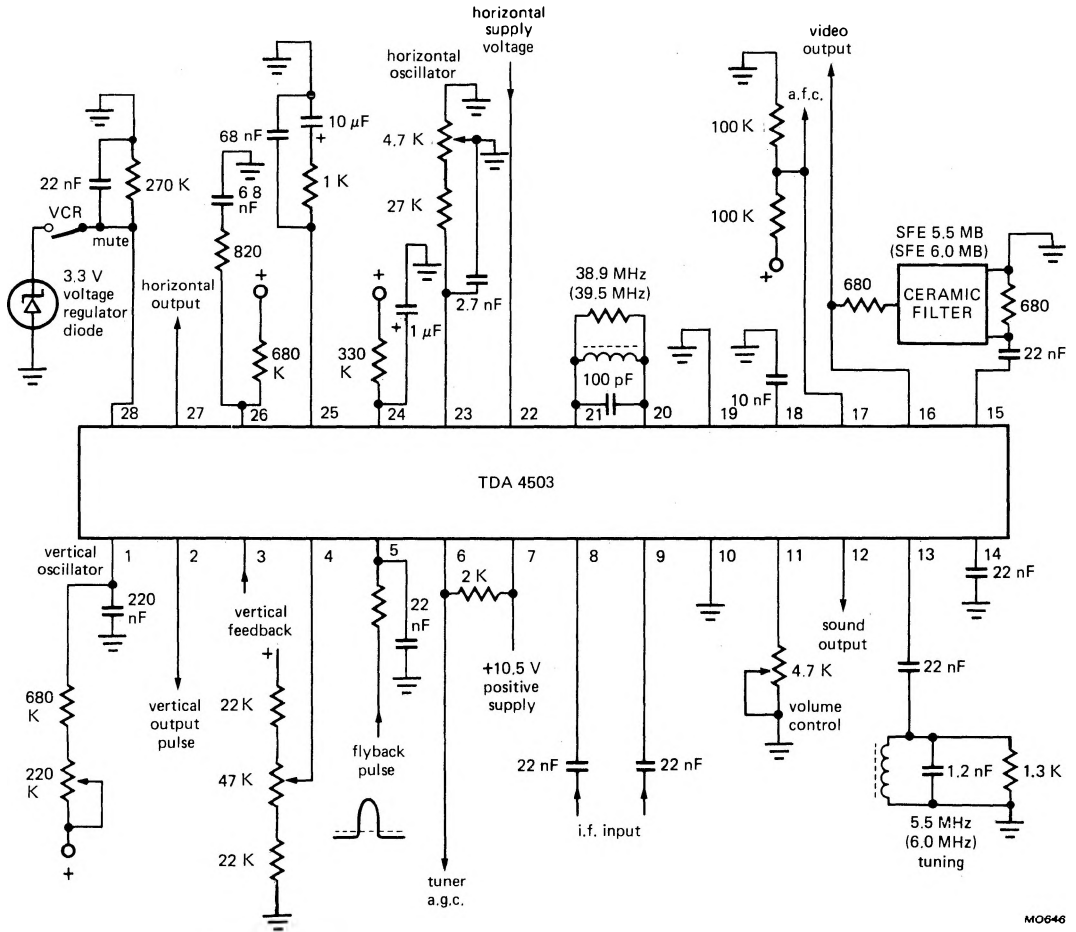 horizontal
supply
voltage
video
output
horizontal
oscillator
a.f.c.
10 μF
+
68 nF
4.7 K
100 K
22 nF
270 K
1 K
6 8
nF
27 K
100 K
SFE 5.5 MB
(SFE 6.0 MB)
VCR
mute
820
+
+
38.9 MHz
(39.5 MHz)
+
680
CERAMIC
FILTER
680
3.3 V
voltage
regulator
diode
horizontal
output
2.7 nF
+
1 μF
680
K
330
K
100 pF
10 nF
22 nF
28 27 26 25 24 23 22 21 20 19 18 17 16 15
TDA 4503
1 2 3 4 5 6 7 8 9 10 11 12 13 14
vertical
oscillator
220
nF
vertical
feedback
+
22
nF
2 K
22 nF
sound
output
+10,5 V
positive
supply
4.7 K
22 nF
680
K
vertical
output
pulse
22 K
volume
control
flyback
pulse
220
K
47 K
22 nF
22 nF
1.2 nF
1.3 K
i.f. input
5.5 MHz
(6.0 MHz)
tuning
+
22 K
tuner
a.g.c.
MO646